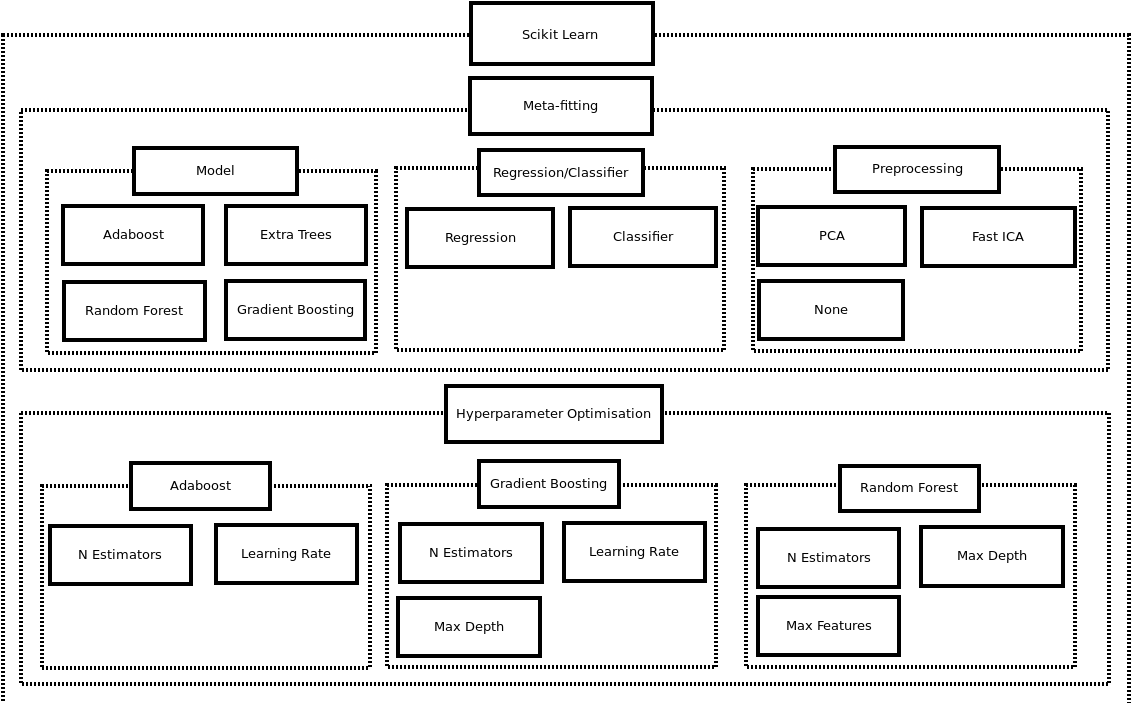 Scikit Learn
Meta-fitting
Model
Regression/Classifier
Preprocessing
Adaboost
Extra Trees
Regression
Classifier
PCA
Fast ICA
Random Forest
Gradient Boosting
None
Hyperparameter Optimisation
Adaboost
Gradient Boosting
Random Forest
N Estimators
Learning Rate
N Estimators
Learning Rate
N Estimators
Max Depth
Max Depth
Max Features